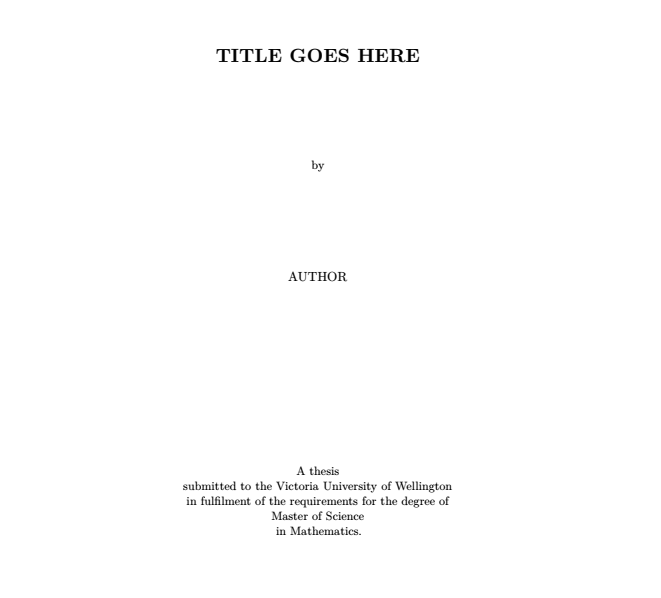 TITLE GOES HERE
by
AUTHOR
A thesis
submitted to the Victoria University of Wellington
in fulfilment of the requirements for the degree of
Master of Science
in Mathematics.